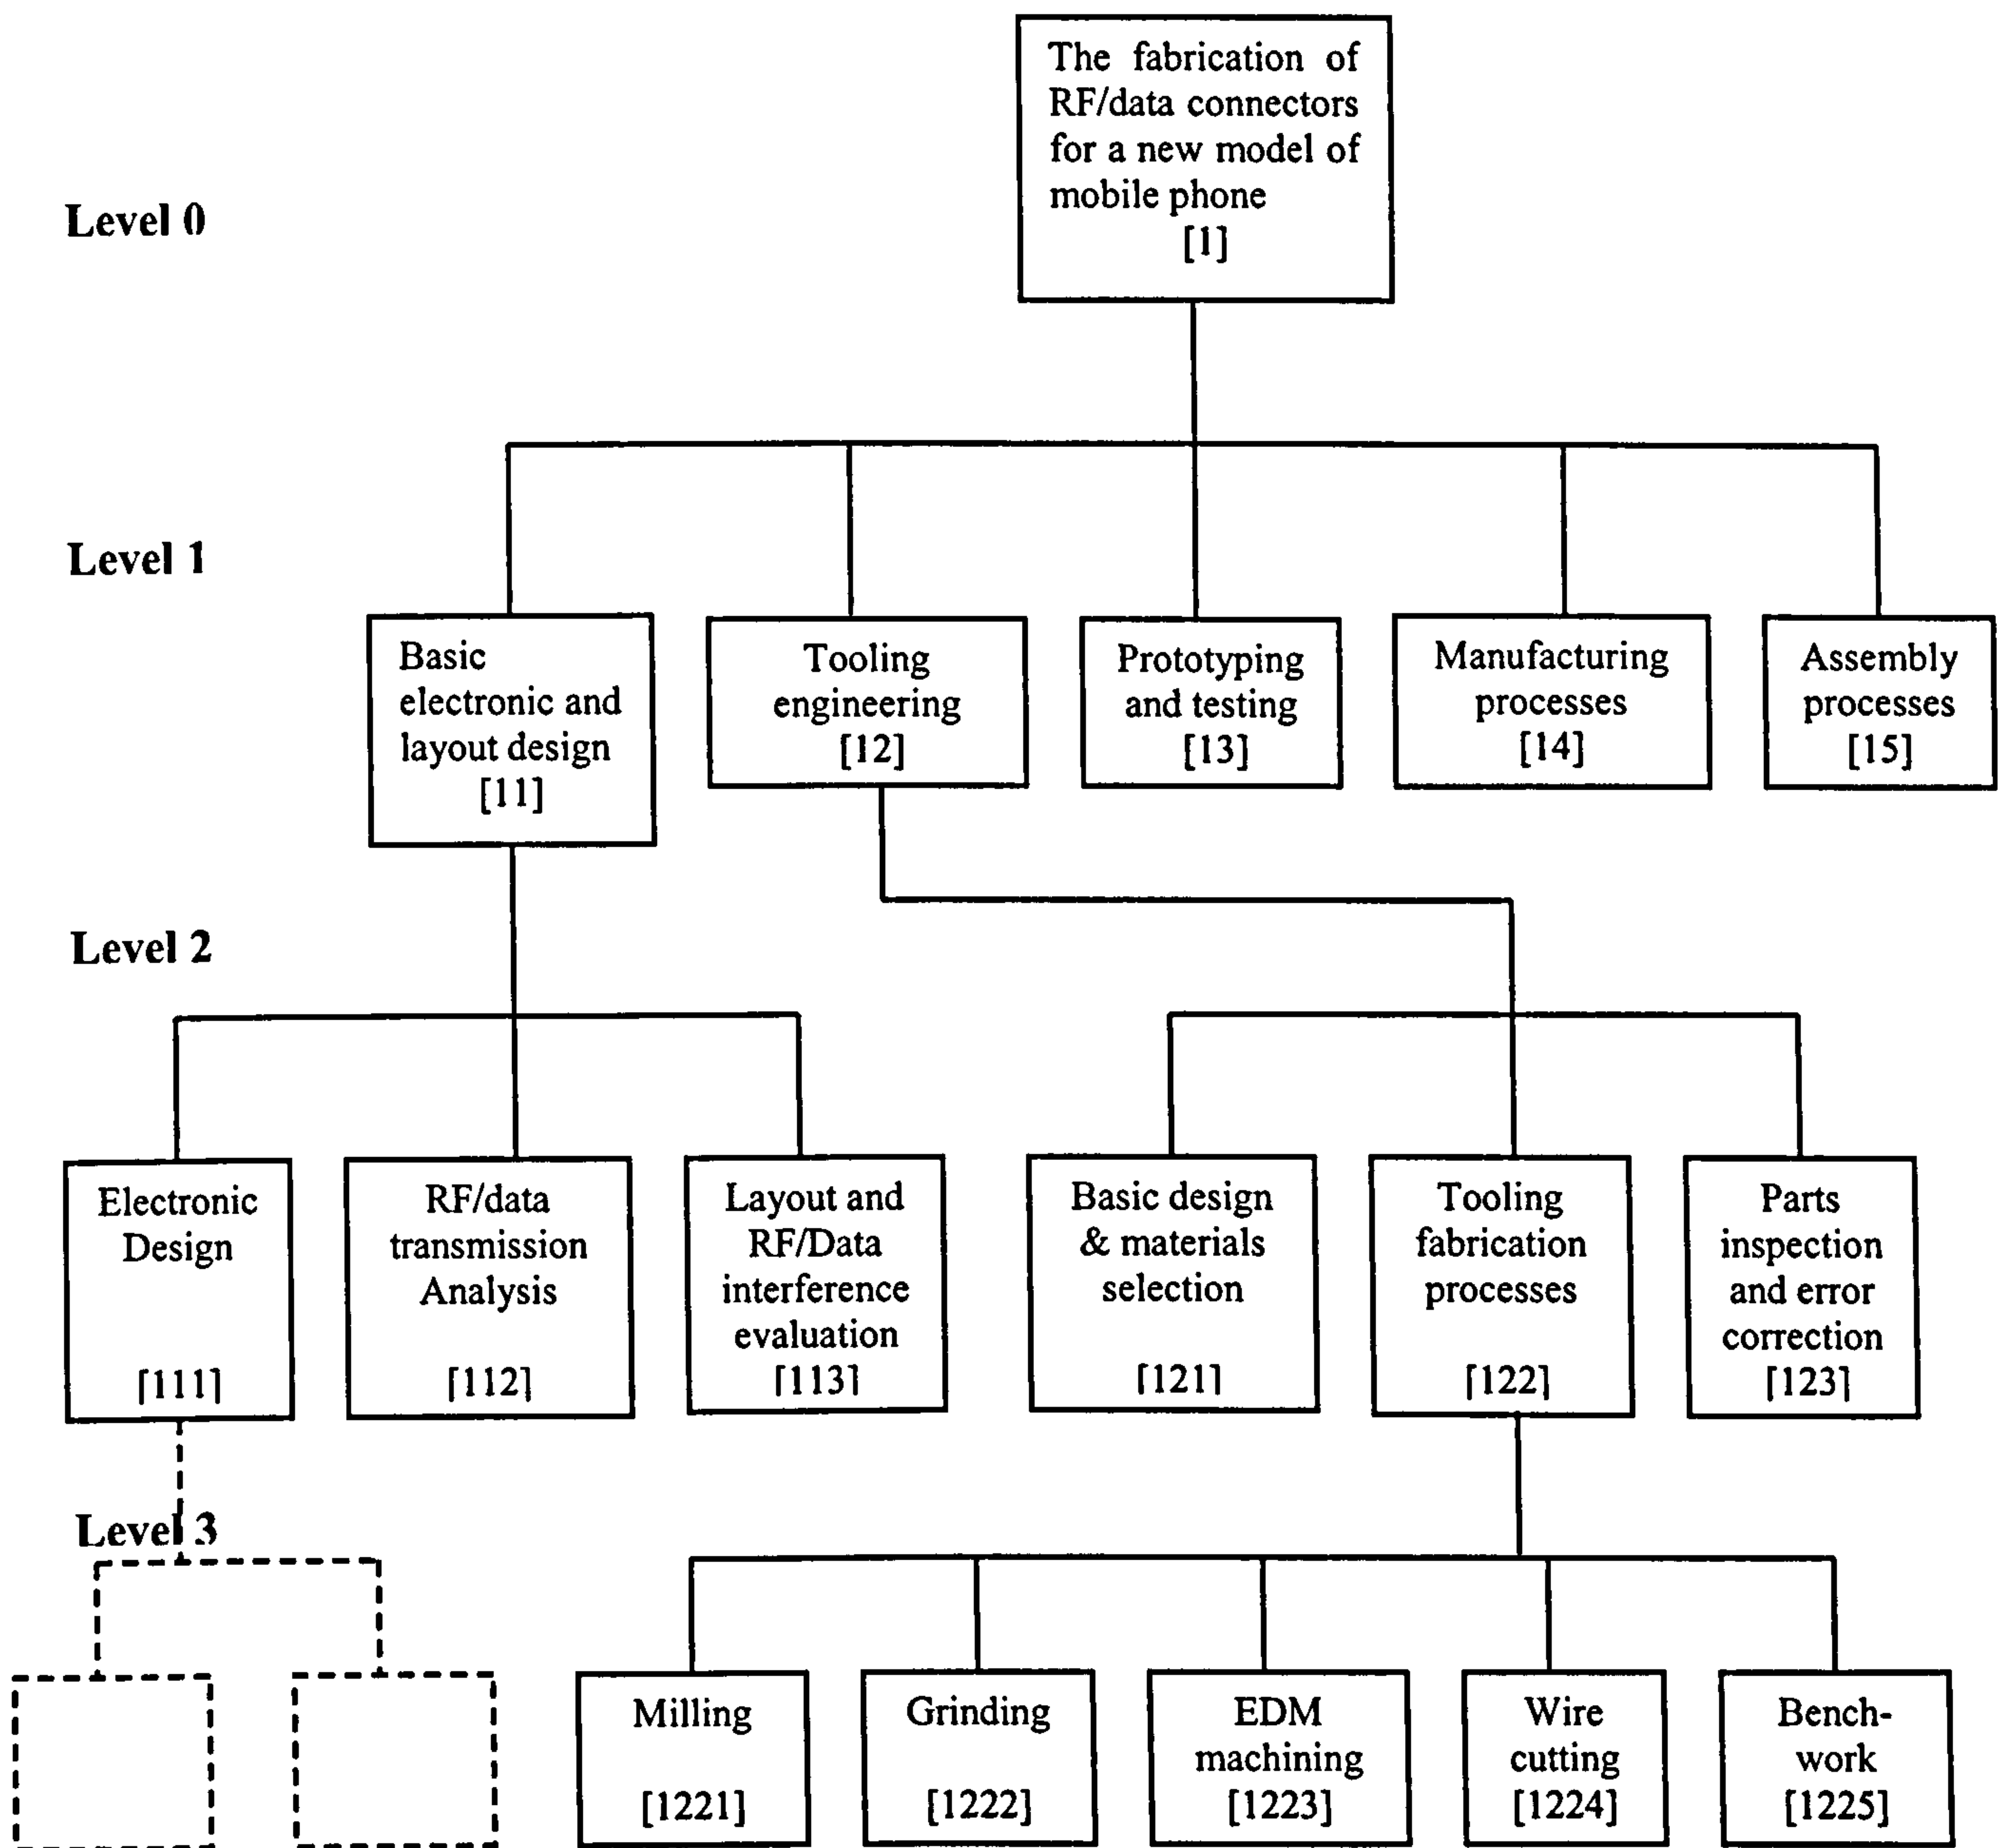 The fabrication of
RF/data connectors
for a new model of
mobile phone
[1]
Level 0
Level 1
Basic
electronic and
layout design
[11]
Tooling
engineering
[12]
Prototyping
and testing
[13]
Manufacturing
processes
[14]
Assembly
processes
[15]
Level 2
Electronic
Design
[111]
RF/data
transmission
Analysis
[112]
Layout and
RF/Data
interference
evaluation
[113]
Basic design
& materials
selection
[121]
Tooling
fabrication
processes
[122]
Parts
inspection
and error
correction
[123]
Level 3
Milling
[1221]
Grinding
[1222]
EDM
machining
[1223]
Wire
cutting
[1224]
Bench-
work
[1225]